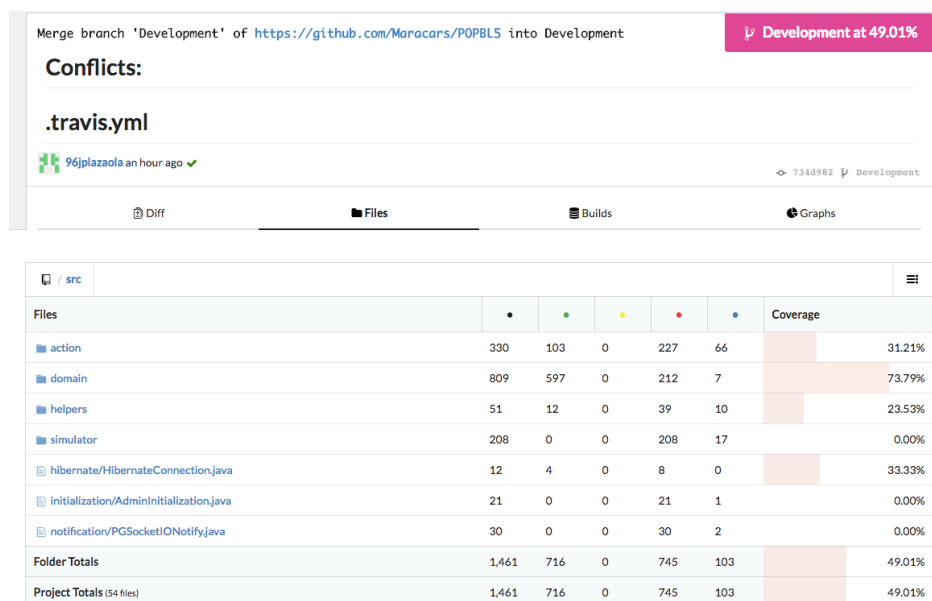 Merge branch 'Development' of https://github.com/Maracars/POPBL5 into Development
Development at 49.01%
Conflicts:
.travis.yml
96jplazaola an hour ago
734d982 Development
Diff Files Builds Graphs
/ src
Files Coverage
action 330 103 0 227 66 31.21%
domain 809 597 0 212 7 73.79%
helpers 51 12 0 39 10 23.53%
simulator 208 0 0 208 17 0.00%
hibernate/HibernateConnection.java 12 4 0 8 0 33.33%
initialization/AdminInitialization.java 21 0 0 21 1 0.00%
notification/PGSocketIONotify.java 30 0 0 30 2 0.00%
Folder Totals 1,461 716 0 745 103 49.01%
Project Totals (54 files) 1,461 716 0 745 103 49.01%